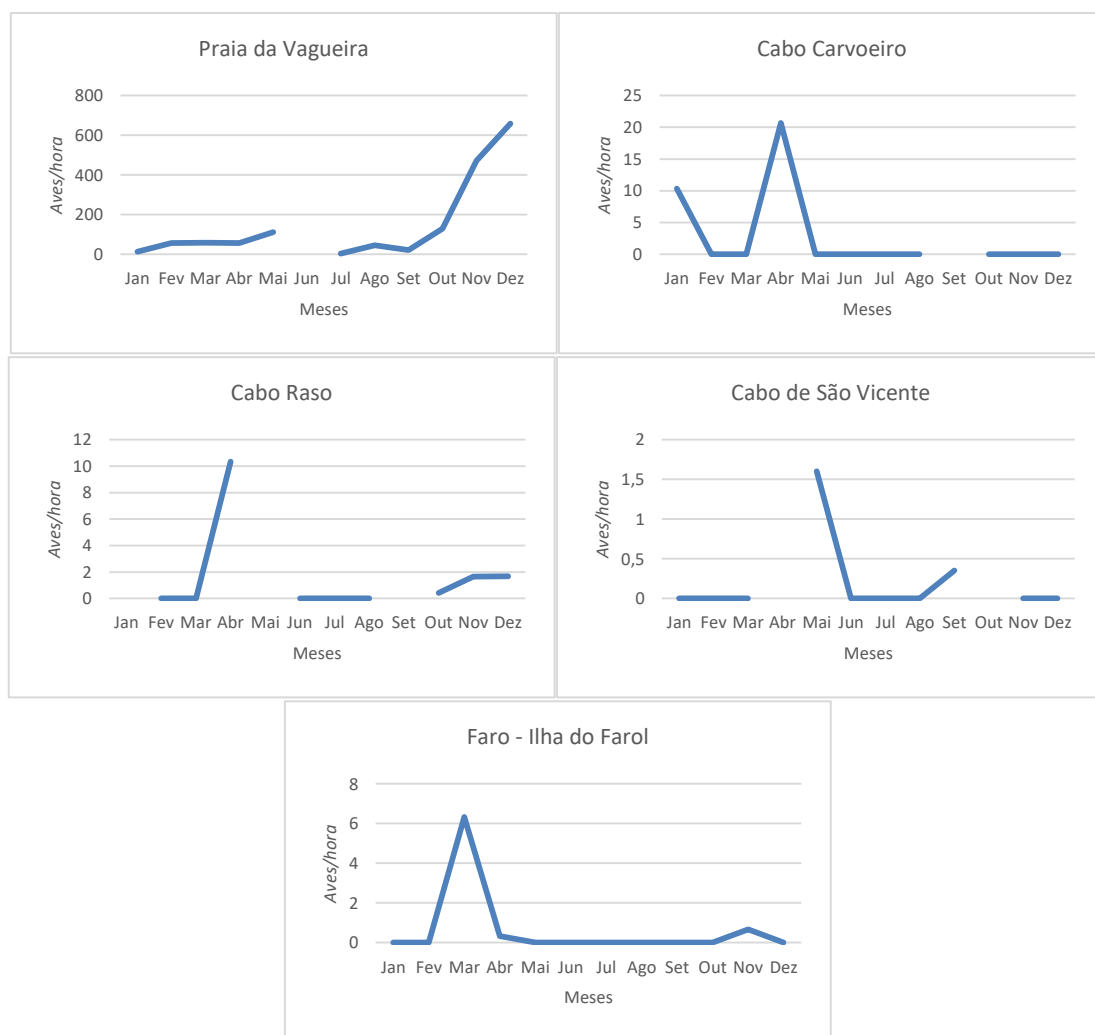 Praia da Vagueira
800
600
400
200
0
Aves/hora
Jan Fev Mar Abr Mai Jun Jul Ago Set Out Nov Dez
Meses
Cabo Carvoeiro
25
20
15
10
5
0
Aves/hora
Jan Fev Mar Abr Mai Jun Jul Ago Set Out Nov Dez
Meses
Cabo Raso
12
10
8
6
4
2
0
Aves/hora
Jan Fev Mar Abr Mai Jun Jul Ago Set Out Nov Dez
Meses
Cabo de São Vicente
2
1,5
1
0,5
0
Aves/hora
Jan Fev Mar Abr Mai Jun Jul Ago Set Out Nov Dez
Meses
Faro - Ilha do Farol
8
6
4
2
0
Aves/hora
Jan Fev Mar Abr Mai Jun Jul Ago Set Out Nov Dez
Meses